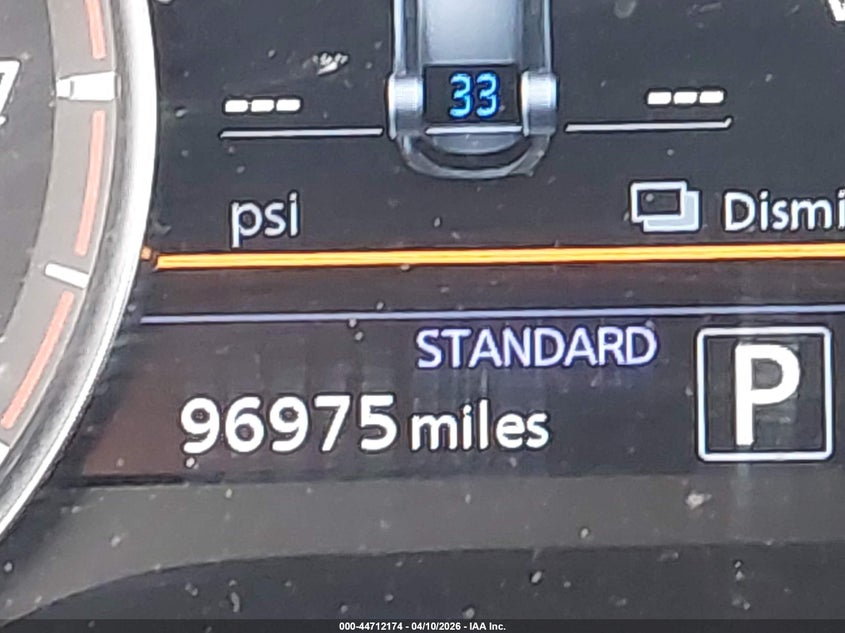 33
--- ---
psi Dismi
STANDARD
96975 miles P
000-44712174 - 04/10/2026 - IAA Inc.